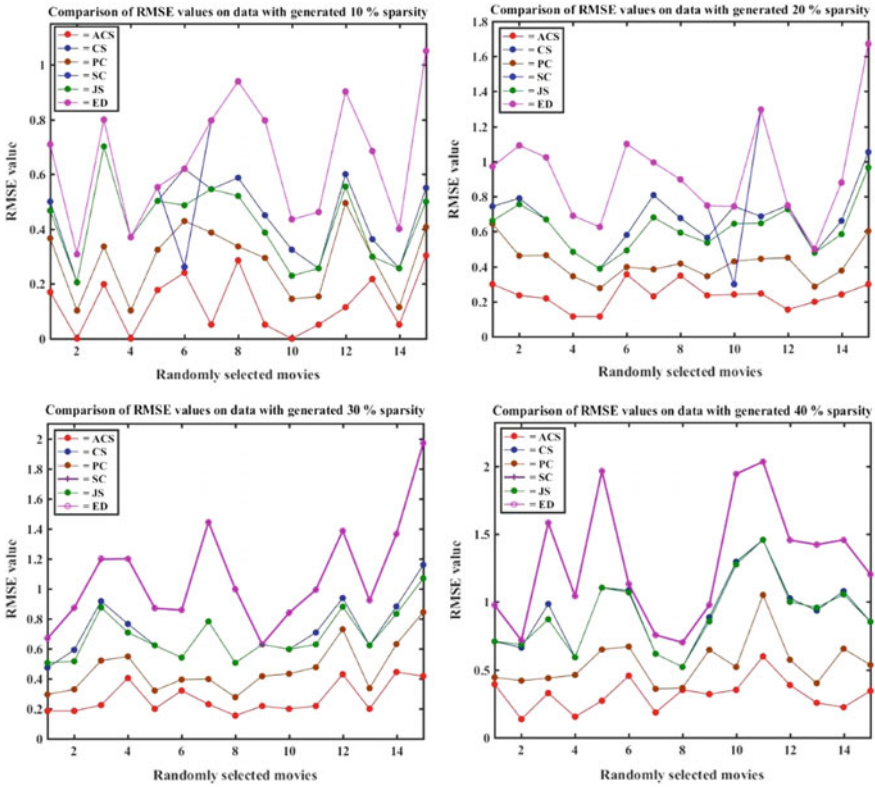 Comparison of RMSE values on data with generated 10 % sparsity
= ACS
= CS
= PC
= SC
= JS
= ED
RMSE value
1
0.8
0.6
0.4
0.2
0
2 4 6 8 10 12 14
Randomly selected movies
Comparison of RMSE values on data with generated 20 % sparsity
= ACS
= CS
= PC
= SC
= JS
= ED
RMSE value
1.8
1.6
1.4
1.2
1
0.8
0.6
0.4
0.2
0
2 4 6 8 10 12 14
Randomly selected movies
Comparison of RMSE values on data with generated 30 % sparsity
= ACS
= CS
= PC
= SC
= JS
= ED
RMSE value
2
1.8
1.6
1.4
1.2
1
0.8
0.6
0.4
0.2
0
2 4 6 8 10 12 14
Randomly selected movies
Comparison of RMSE values on data with generated 40 % sparsity
= ACS
= CS
= PC
= SC
= JS
= ED
RMSE value
2
1.5
1
0.5
0
2 4 6 8 10 12 14
Randomly selected movies